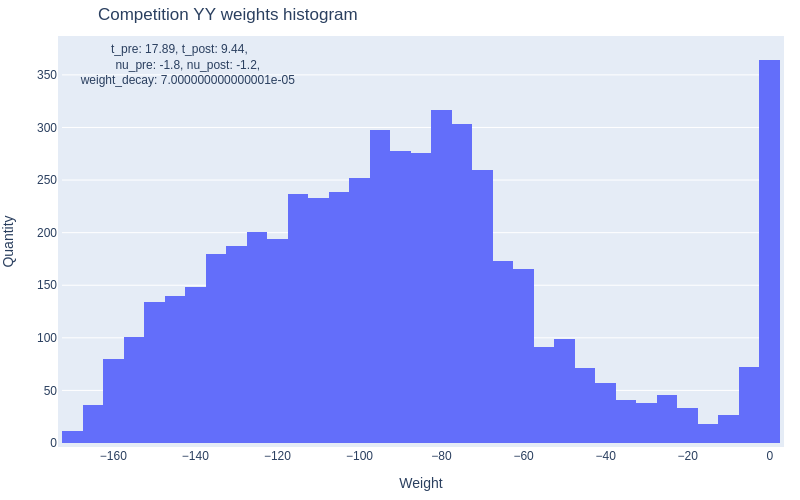 Competition YY weights histogram
t_pre: 17.89, t_post: 9.44,
nu_pre: -1.8, nu_post: -1.2,
weight_decay: 7.000000000000001e-05
350
300
250
200
150
100
50
0
Quantity
−160
−140
−120
−100
−80
−60
−40
−20
0
Weight